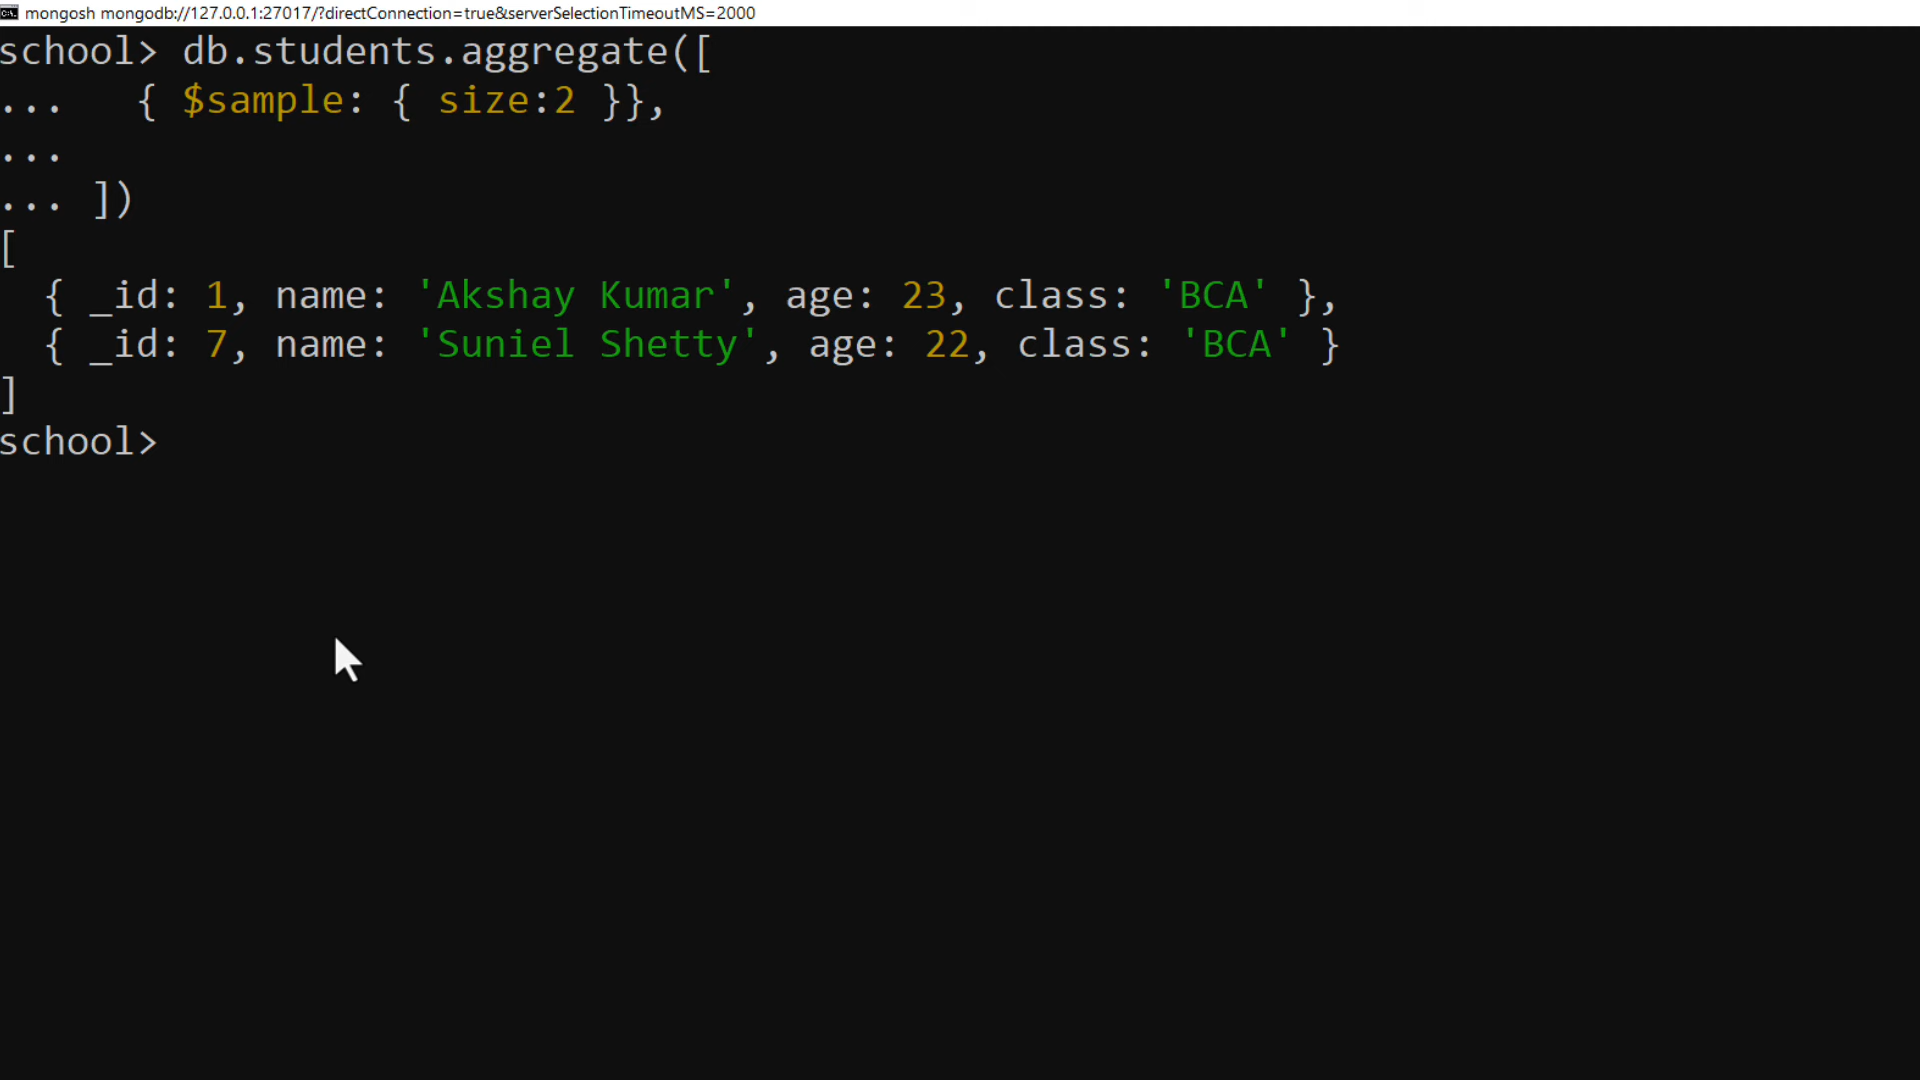 mongosh mongodb://127.0.0.1:27017/?directConnection=true&serverSelectionTimeoutMS=2000
school> db.students.aggregate([
...   { $sample: { size:2 }},
...
... ])
[
  { _id: 1, name: 'Akshay Kumar', age: 23, class: 'BCA' },
  { _id: 7, name: 'Suniel Shetty', age: 22, class: 'BCA' }
]
school>